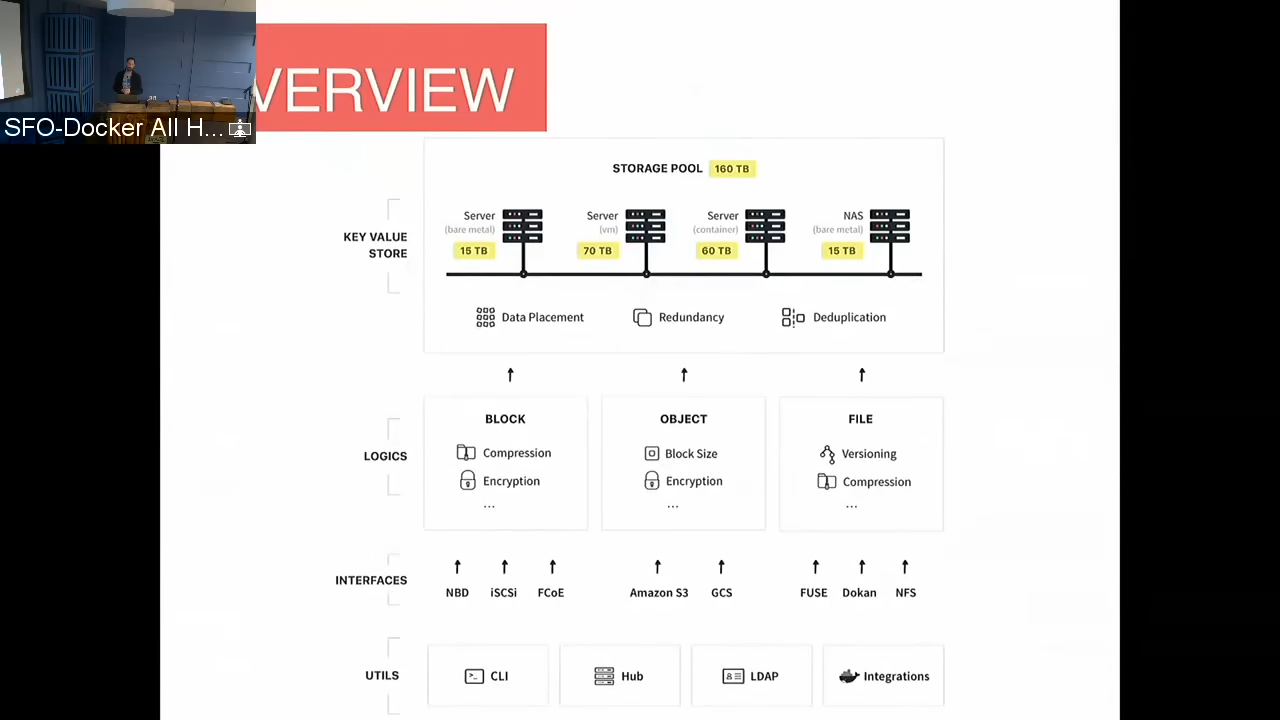 VERVIEW
SFO-Docker All H...
STORAGE POOL 160 TB
KEY VALUE
STORE
Server
(bare metal)
15 TB
Server
(vm)
70 TB
Server
(container)
60 TB
NAS
(bare metal)
15 TB
Data Placement
Redundancy
Deduplication
LOGICS
BLOCK
Compression
Encryption
...
OBJECT
Block Size
Encryption
...
FILE
Versioning
Compression
...
INTERFACES
NBD iSCSi FCoE
Amazon S3 GCS
FUSE Dokan NFS
UTILS
CLI
Hub
LDAP
Integrations